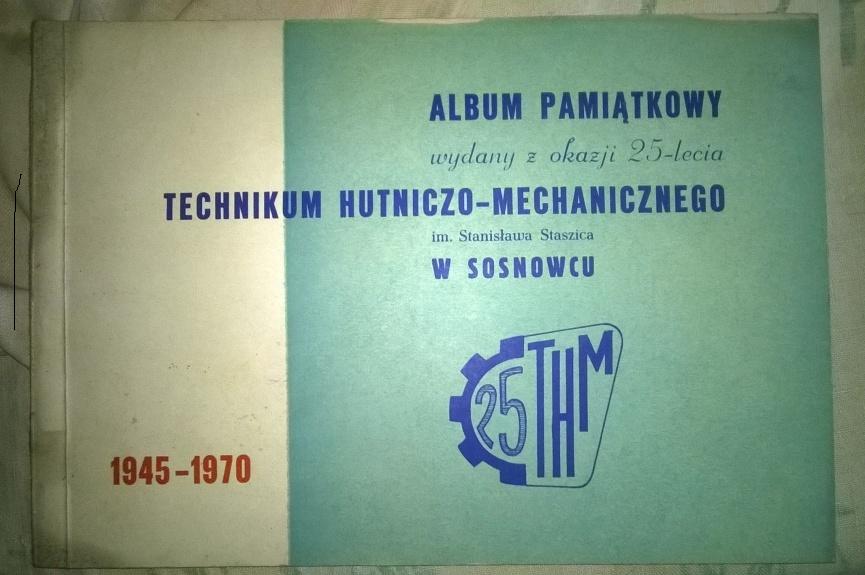 ALBUM PAMIĄTKOWY
wydany z okazji 25-lecia
TECHNIKUM HUTNICZO-MECHANICZNEGO
im. Stanisława Staszica
W SOSNOWCU
25 THM
1945-1970